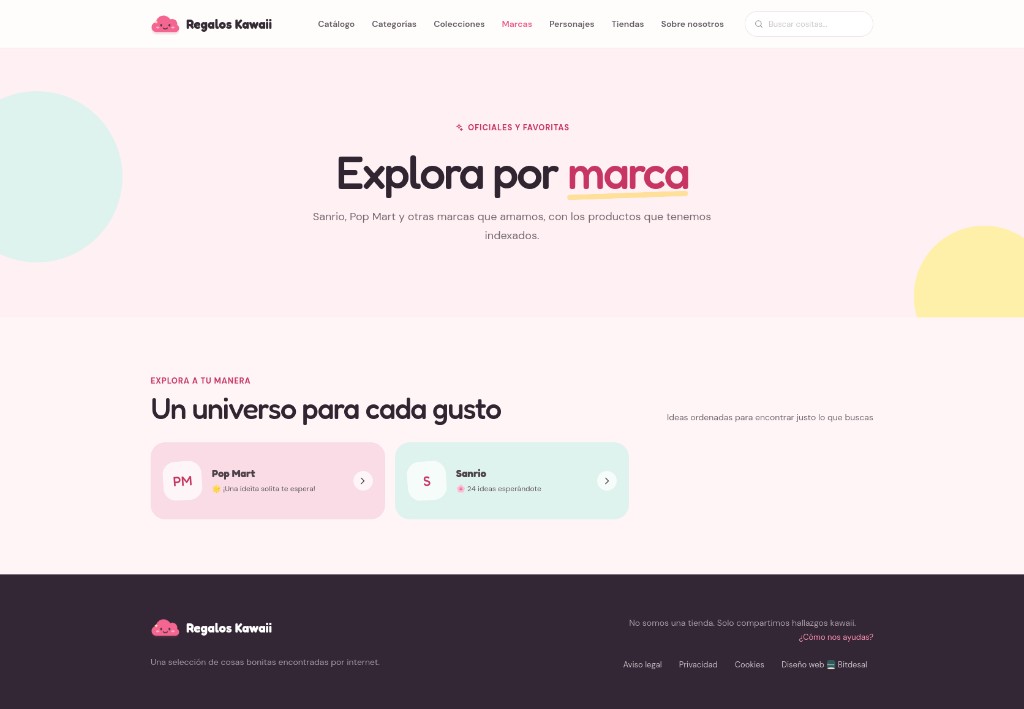 Regalos Kawaii
Catálogo Categorías Colecciones Marcas Personajes Tiendas Sobre nosotros
Buscar cositas...
OFICIALES Y FAVORITAS
Explora por marca
Sanrio, Pop Mart y otras marcas que amamos, con los productos que tenemos
indexados.
EXPLORA A TU MANERA
Un universo para cada gusto
Ideas ordenadas para encontrar justo lo que buscas
PM
Pop Mart
🌟 ¡Una ideita solita te espera!
S
Sanrio
🌸 24 ideas esperándote
Regalos Kawaii
Una selección de cosas bonitas encontradas por internet.
No somos una tienda. Solo compartimos hallazgos kawaii.
¿Cómo nos ayudas?
Aviso legal Privacidad Cookies Diseño web Bitdesal